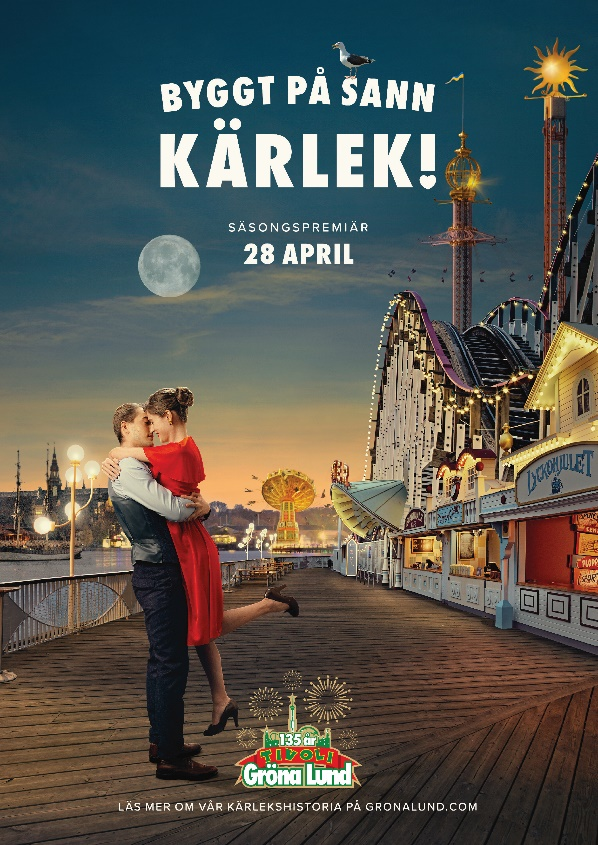 BYGGT PÅ SANN
KÄRLEK!
SÄSONGSPREMIÄR
28 APRIL
LYCKOHJULET
PLOPP
135 år
TIVOLI
Gröna Lund
LÄS MER OM VÅR KÄRLEKSHISTORIA PÅ GRONALUND.COM